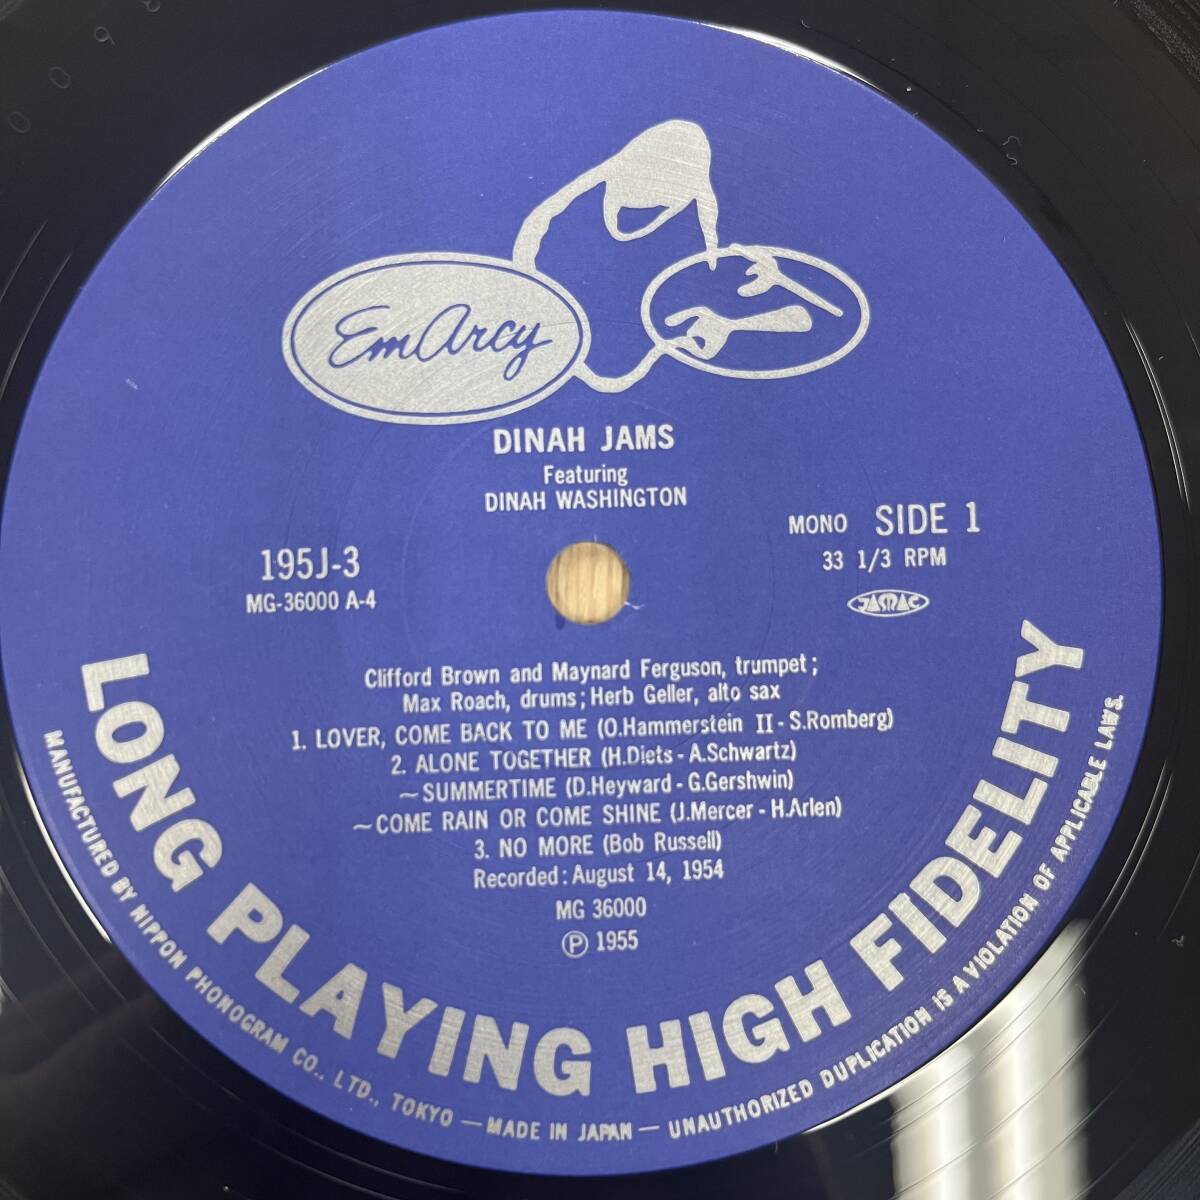 EmArcy
DINAH JAMS
Featuring
DINAH WASHINGTON
195J-3
MG-36000 A-4
MONO SIDE 1
33 1/3 RPM
JASRAC
Clifford Brown and Maynard Ferguson, trumpet;
Max Roach, drums; Herb Geller, alto sax
1. LOVER, COME BACK TO ME (O.Hammerstein II - S.Romberg)
2. ALONE TOGETHER (H.Diets - A.Schwartz)
~SUMMERTIME (D.Heyward - G.Gershwin)
~COME RAIN OR COME SHINE (J.Mercer - H.Arlen)
3. NO MORE (Bob Russell)
Recorded: August 14, 1954
MG 36000
Ⓟ 1955
LONG PLAYING HIGH FIDELITY
MANUFACTURED BY NIPPON PHONOGRAM CO., LTD., TOKYO — MADE IN JAPAN — UNAUTHORIZED DUPLICATION IS A VIOLATION OF APPLICABLE LAWS.